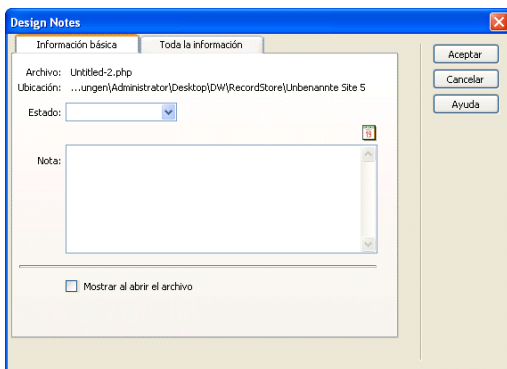 Design Notes
Información básica
Toda la información
Aceptar
Cancelar
Ayuda
Archivo: Untitled-2.php
Ubicación: ...ungen\Administrator\Desktop\DW\RecordStore\Unbenannte Site 5
Estado:
19
Nota:
Mostrar al abrir el archivo